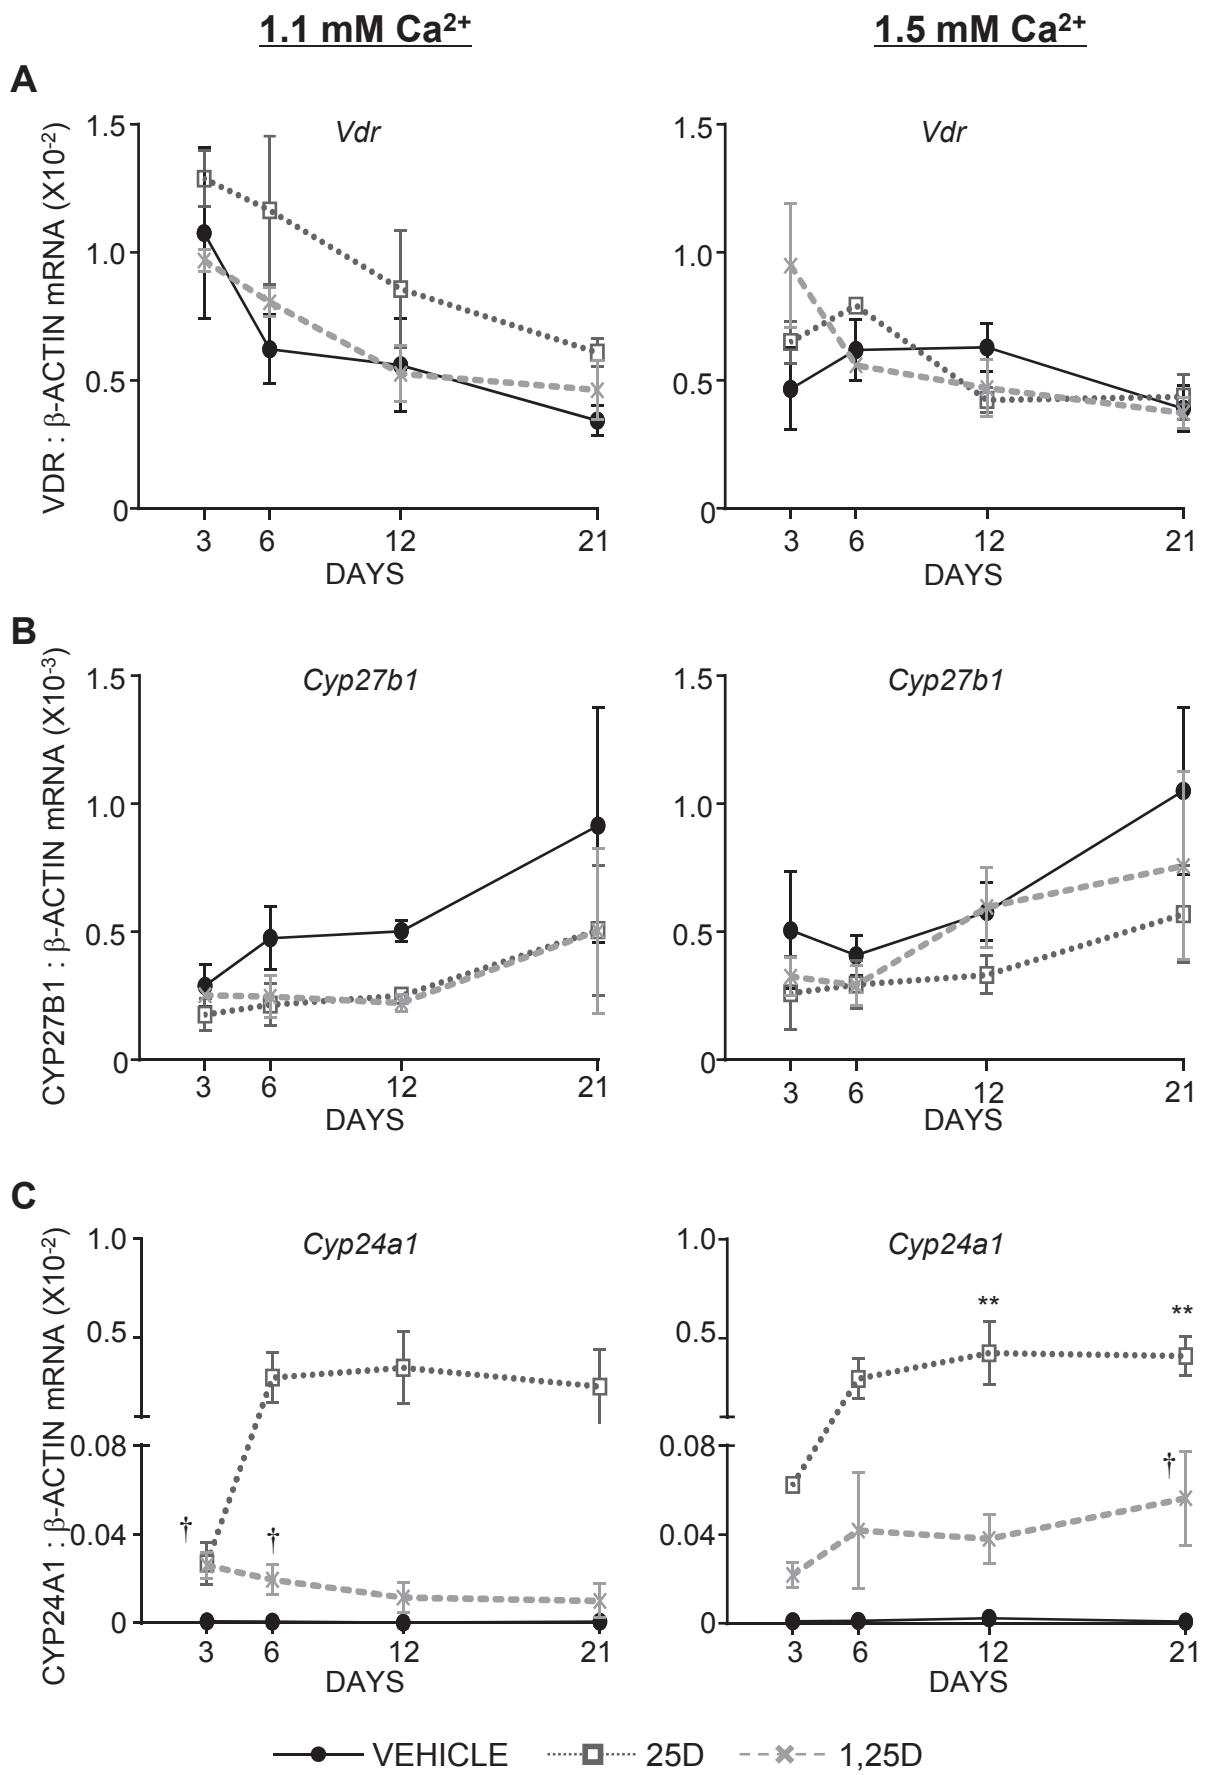 1.1 mM Ca²⁺ 1.5 mM Ca²⁺
A
VDR : β-ACTIN mRNA (X10⁻²)
Vdr
1.5
1.0
0.5
0
3 6 12 21
DAYS
Vdr
1.5
1.0
0.5
0
3 6 12 21
DAYS
B
CYP27B1 : β-ACTIN mRNA (X10⁻³)
Cyp27b1
1.5
1.0
0.5
0
3 6 12 21
DAYS
Cyp27b1
1.5
1.0
0.5
0
3 6 12 21
DAYS
C
CYP24A1 : β-ACTIN mRNA (X10⁻²)
Cyp24a1
1.0
0.5
0.08
† †
0.04
0
3 6 12 21
DAYS
Cyp24a1
1.0
** **
0.5
0.08
†
0.04
0
3 6 12 21
DAYS
VEHICLE 25D 1,25D